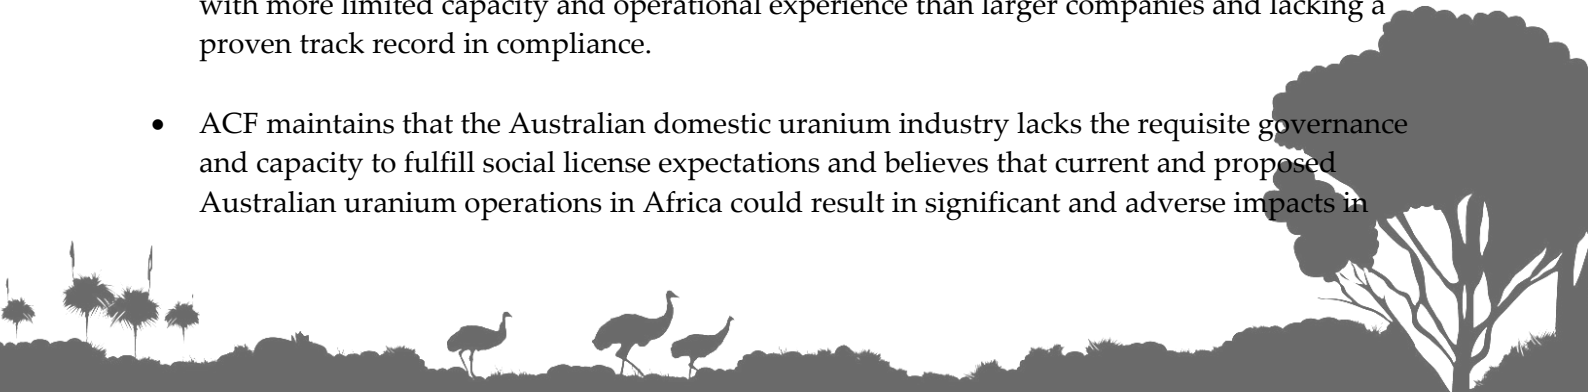 with more limited capacity and operational experience than larger companies and lacking a
proven track record in compliance.
• ACF maintains that the Australian domestic uranium industry lacks the requisite governance
and capacity to fulfill social license expectations and believes that current and proposed
Australian uranium operations in Africa could result in significant and adverse impacts in